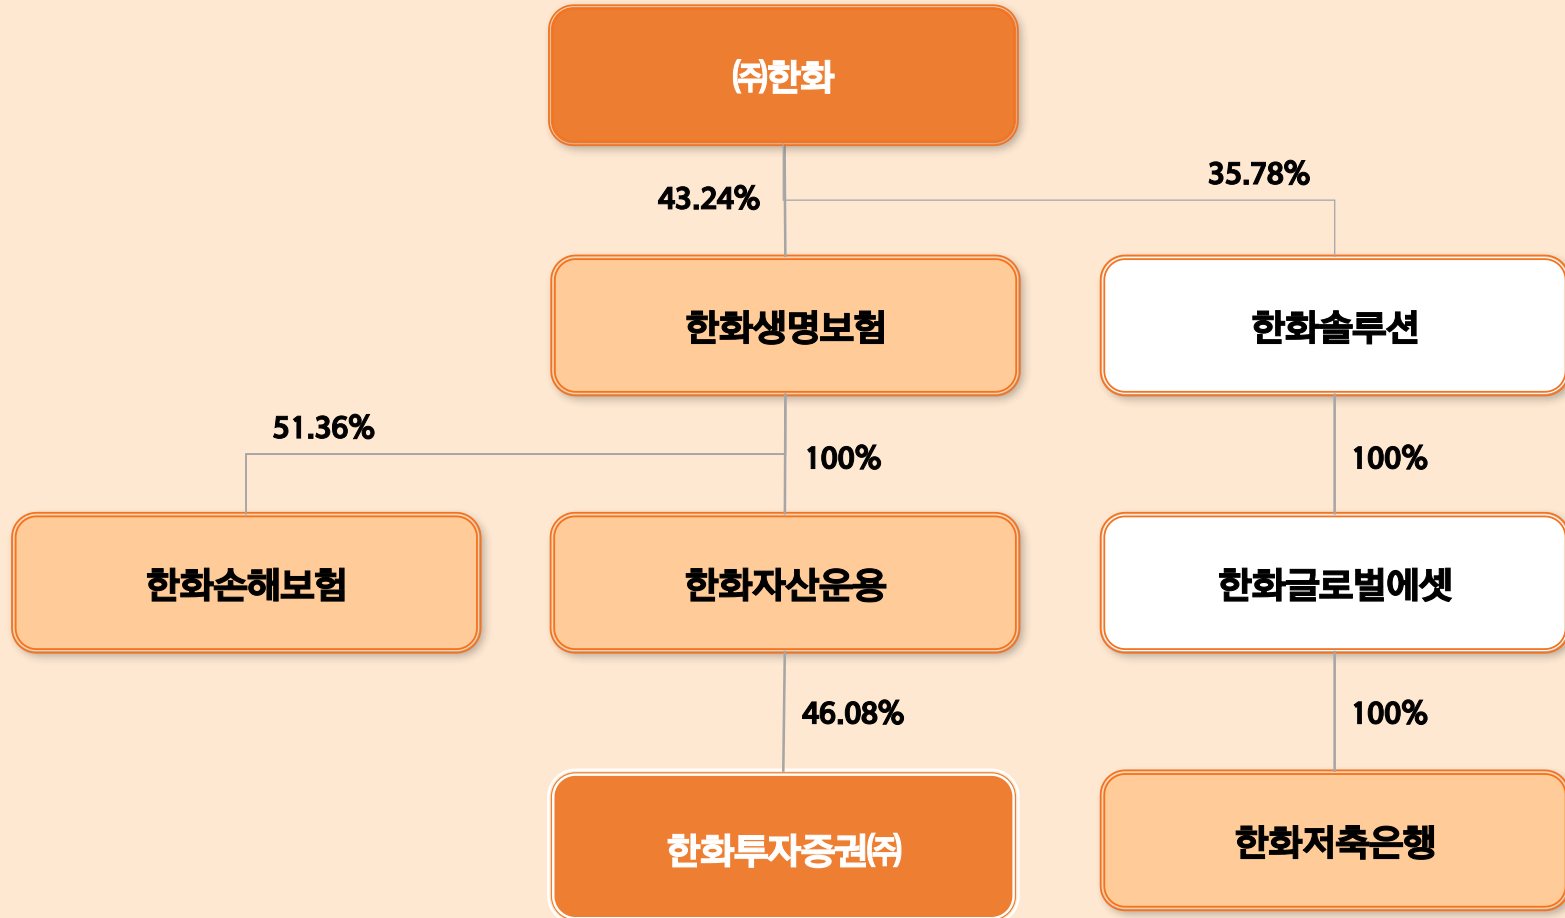 ㈜한화
43.24%
35.78%
한화생명보험
한화솔루션
51.36%
100%
100%
한화손해보험
한화자산운용
한화글로벌에셋
46.08%
100%
한화투자증권㈜
한화저축은행